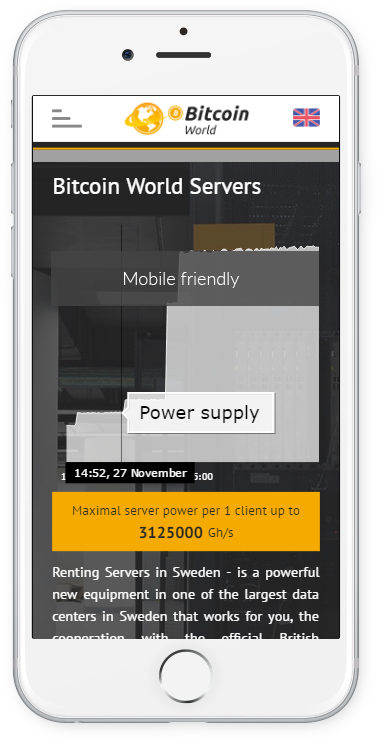 Bitcoin
World
Bitcoin World Servers
Mobile friendly
Power supply
14:52, 27 November
5:00
Maximal server power per 1 client up to
3125000 Gh/s
Renting Servers in Sweden - is a powerful
new equipment in one of the largest data
centers in Sweden that works for you, the
cooperation with the official British